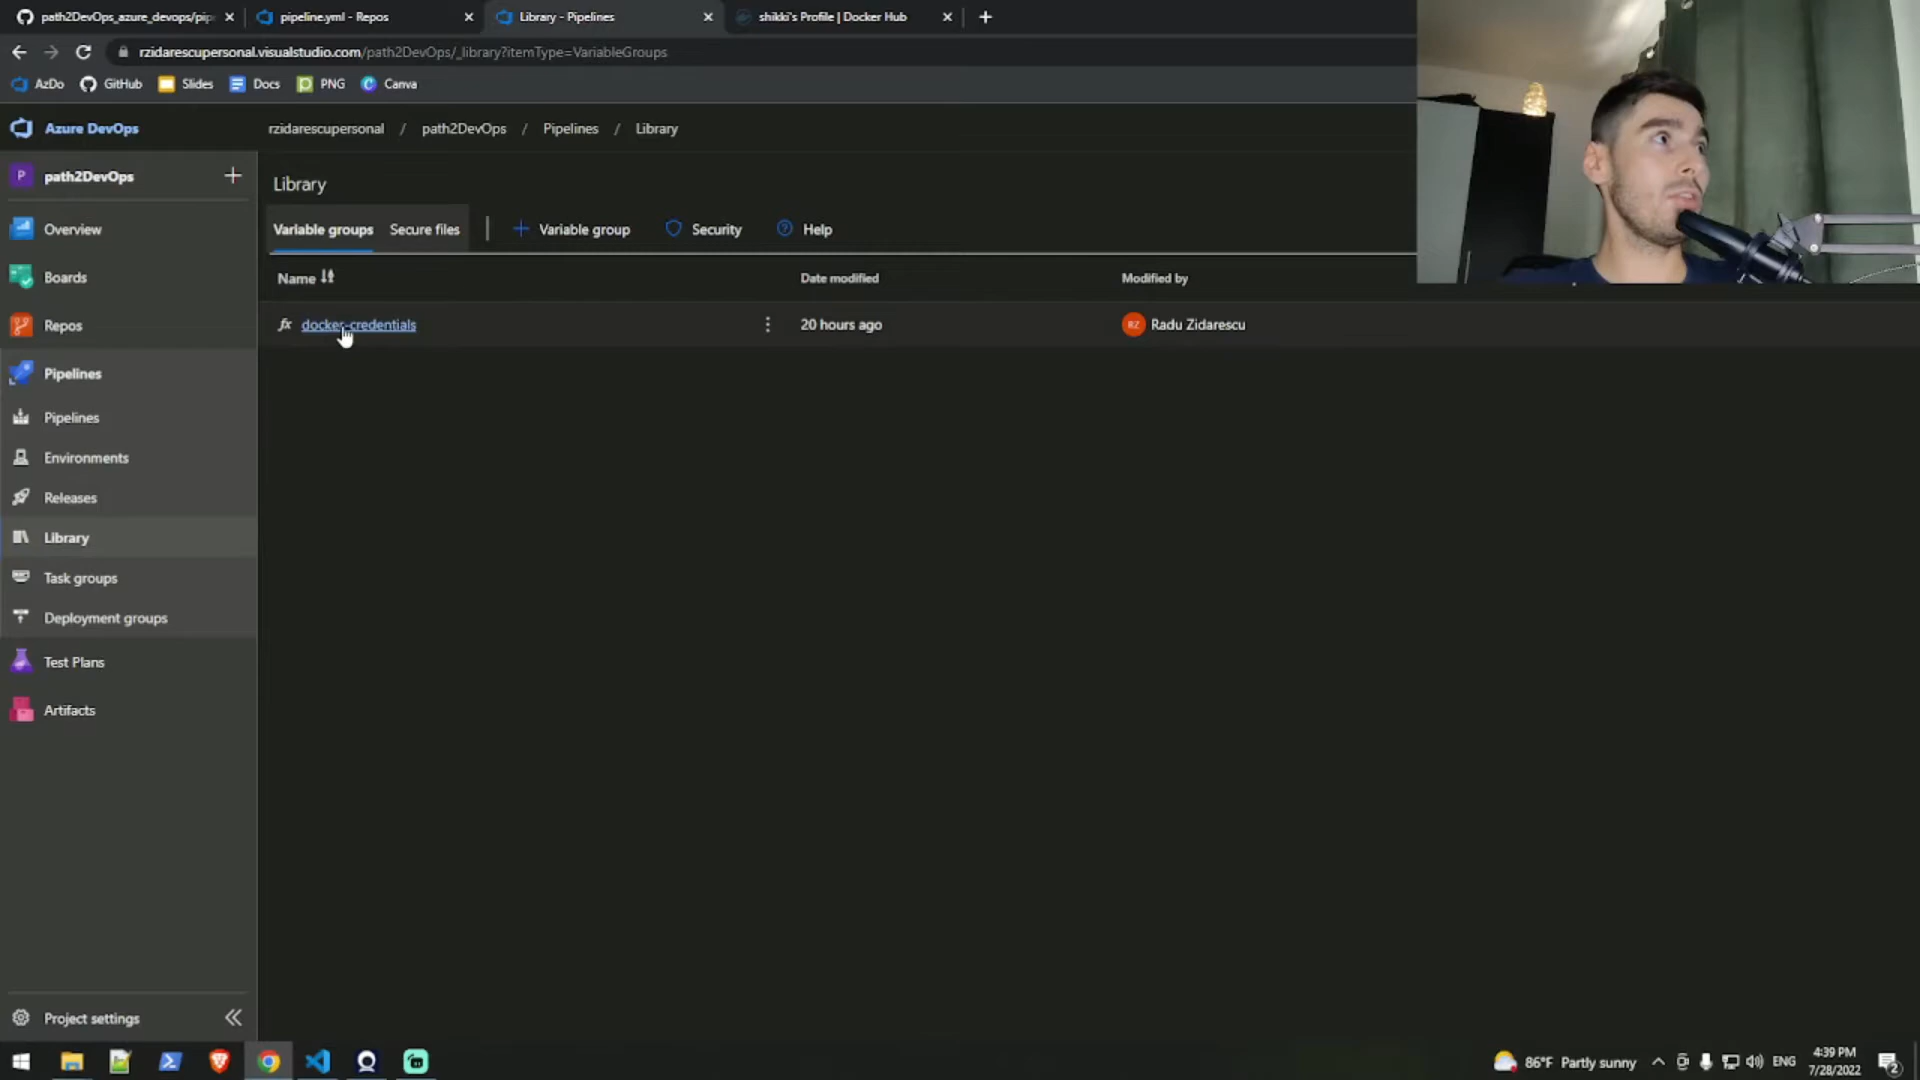 path2DevOps_azure_devops/pip
pipeline.yml - Repos
Library - Pipelines
shikki's Profile | Docker Hub
rzidarescupersonal.visualstudio.com/path2DevOps/_library?itemType=VariableGroups
AzDo
GitHub
Slides
Docs
PNG
Canva
Azure DevOps
rzidarescupersonal / path2DevOps / Pipelines / Library
P path2DevOps
Library
Variable groups
Secure files
Variable group
Security
Help
Overview
Boards
Repos
Pipelines
Pipelines
Environments
Releases
Library
Task groups
Deployment groups
Test Plans
Artifacts
Name
Date modified
Modified by
fx docker-credentials
20 hours ago
RZ Radu Zidarescu
Project settings
86°F Partly sunny
ENG
4:39 PM
7/28/2022
2